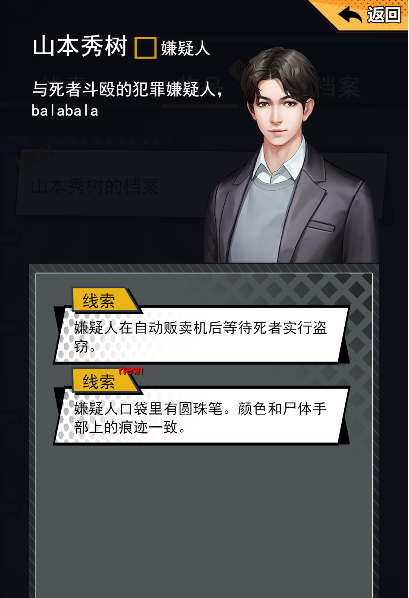 返回
山本秀树 嫌疑人
与死者斗殴的犯罪嫌疑人，
balabala
档案
山本秀树的档案
线索
嫌疑人在自动贩卖机后等待死者实行盗
窃。
线索 new!
嫌疑人口袋里有圆珠笔。颜色和尸体手
部上的痕迹一致。